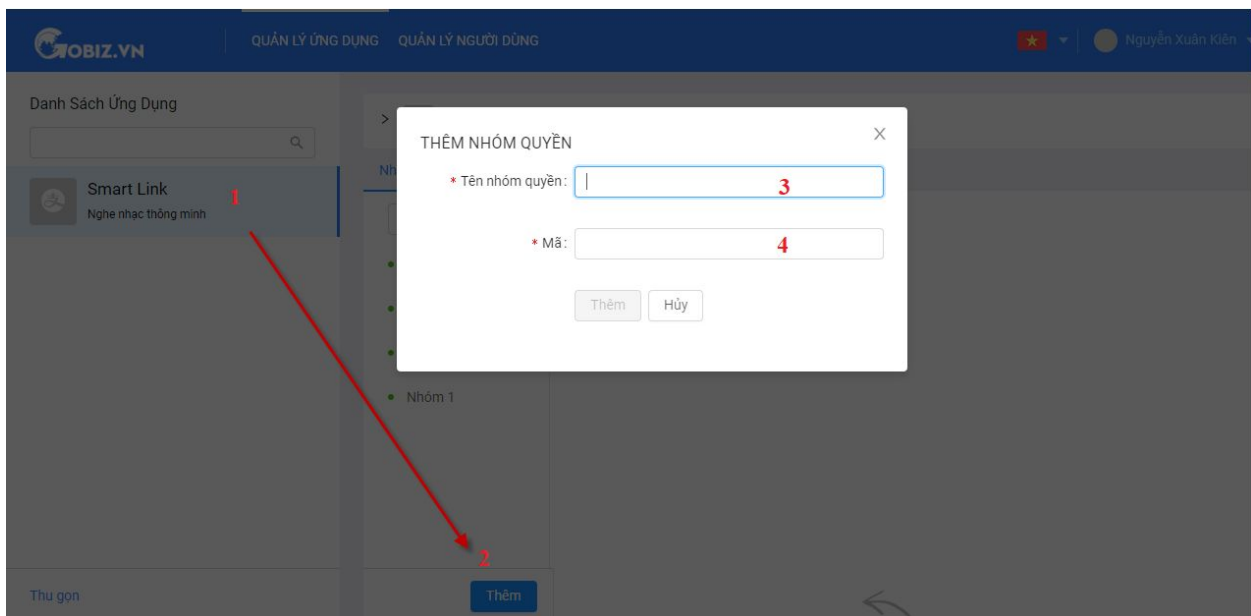 GOBIZ.VN
QUẢN LÝ ỨNG DỤNG QUẢN LÝ NGƯỜI DÙNG
Nguyễn Xuân Kiên
Danh Sách Ứng Dụng
>
THÊM NHÓM QUYỀN
X
Smart Link
1
Nghe nhạc thông minh
* Tên nhóm quyền:
3
* Mã:
4
Thêm Hủy
Nhóm 1
2
Thu gọn
Thêm